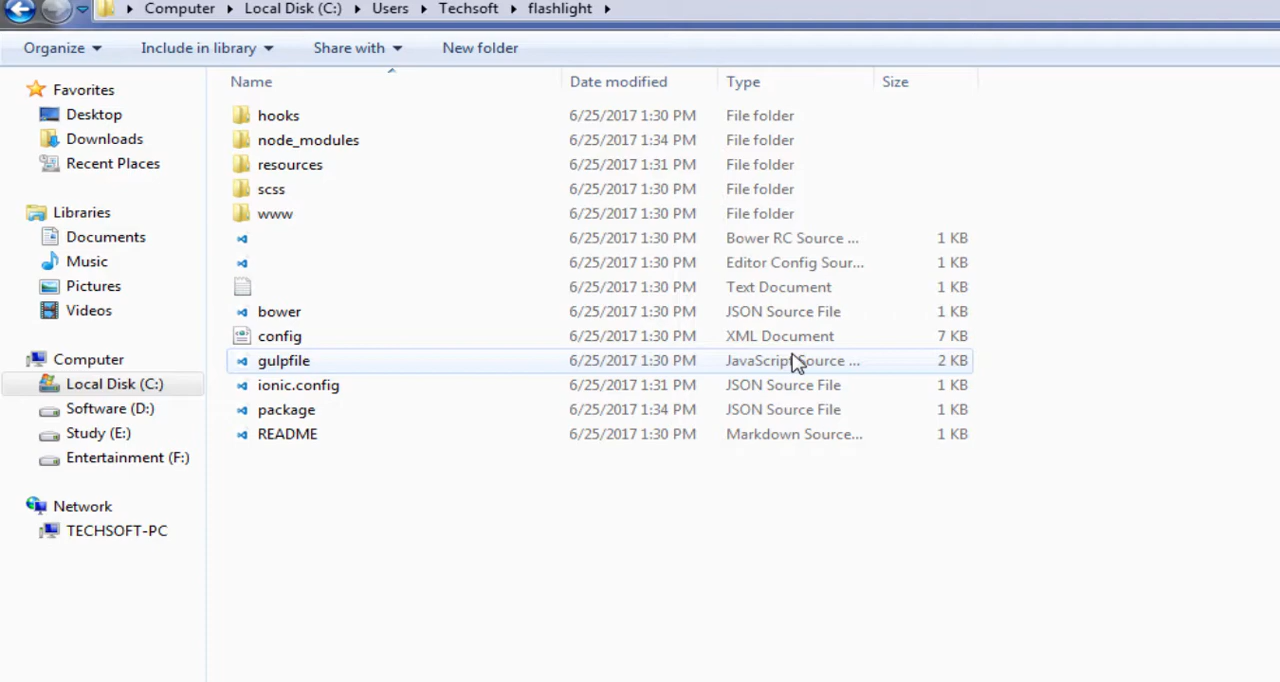 Computer Local Disk (C:) Users Techsoft flashlight
Organize Include in library Share with New folder
Name Date modified Type Size
Favorites
Desktop
Downloads
Recent Places
Libraries
Documents
Music
Pictures
Videos
Computer
Local Disk (C:)
Software (D:)
Study (E:)
Entertainment (F:)
Network
TECHSOFT-PC
hooks 6/25/2017 1:30 PM File folder
node_modules 6/25/2017 1:34 PM File folder
resources 6/25/2017 1:31 PM File folder
scss 6/25/2017 1:30 PM File folder
www 6/25/2017 1:30 PM File folder
6/25/2017 1:30 PM Bower RC Source ... 1 KB
6/25/2017 1:30 PM Editor Config Sour... 1 KB
6/25/2017 1:30 PM Text Document 1 KB
bower 6/25/2017 1:30 PM JSON Source File 1 KB
config 6/25/2017 1:30 PM XML Document 7 KB
gulpfile 6/25/2017 1:30 PM JavaScript Source ... 2 KB
ionic.config 6/25/2017 1:31 PM JSON Source File 1 KB
package 6/25/2017 1:34 PM JSON Source File 1 KB
README 6/25/2017 1:30 PM Markdown Source... 1 KB